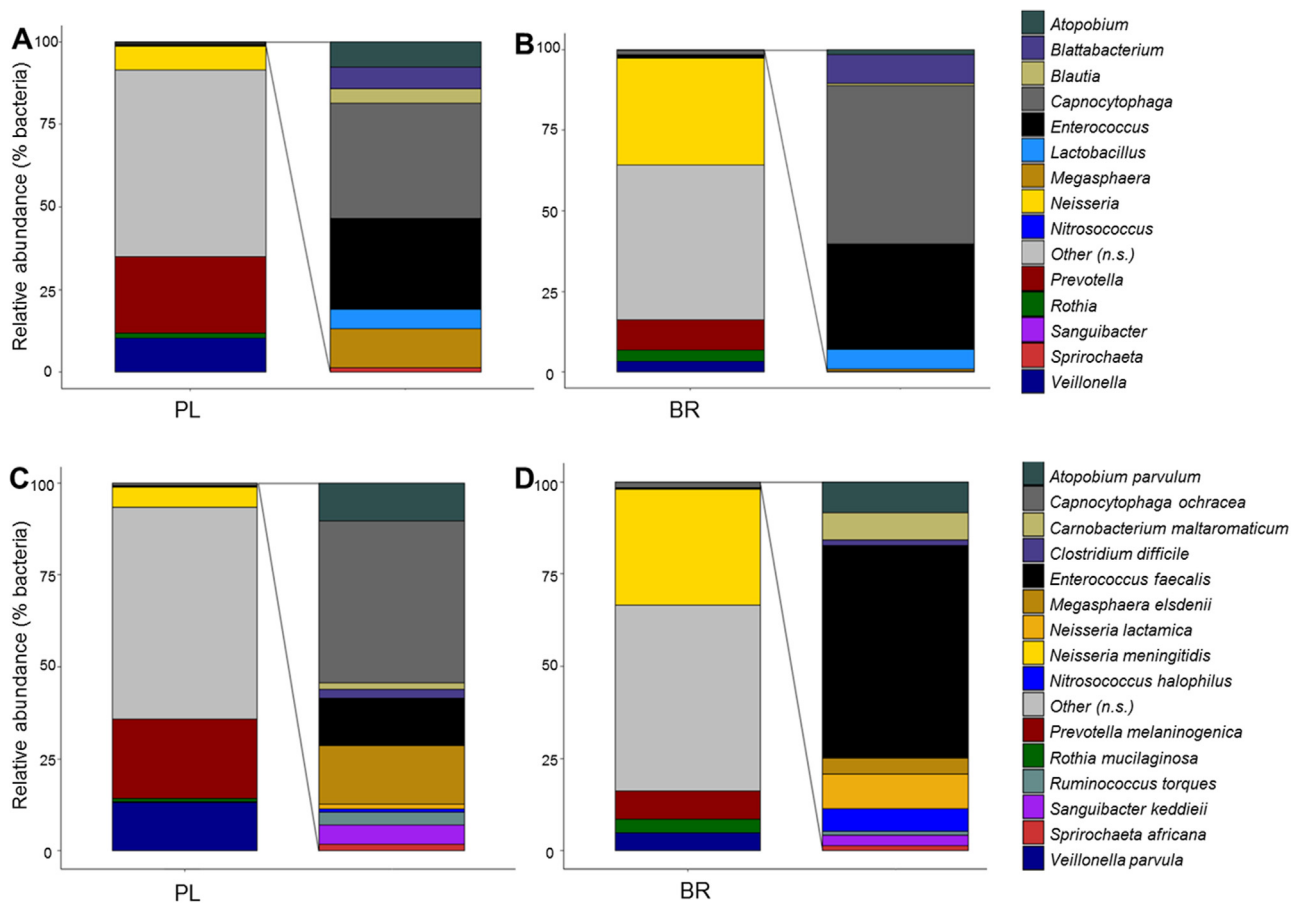 A
Relative abundance (% bacteria)
100
75
50
25
0
PL
B
100
75
50
25
0
BR
Atopobium
Blattabacterium
Blautia
Capnocytophaga
Enterococcus
Lactobacillus
Megasphaera
Neisseria
Nitrosococcus
Other (n.s.)
Prevotella
Rothia
Sanguibacter
Sprirochaeta
Veillonella
C
Relative abundance (% bacteria)
100
75
50
25
0
PL
D
100
75
50
25
0
BR
Atopobium parvulum
Capnocytophaga ochracea
Carnobacterium maltaromaticum
Clostridium difficile
Enterococcus faecalis
Megasphaera elsdenii
Neisseria lactamica
Neisseria meningitidis
Nitrosococcus halophilus
Other (n.s.)
Prevotella melaninogenica
Rothia mucilaginosa
Ruminococcus torques
Sanguibacter keddieii
Sprirochaeta africana
Veillonella parvula